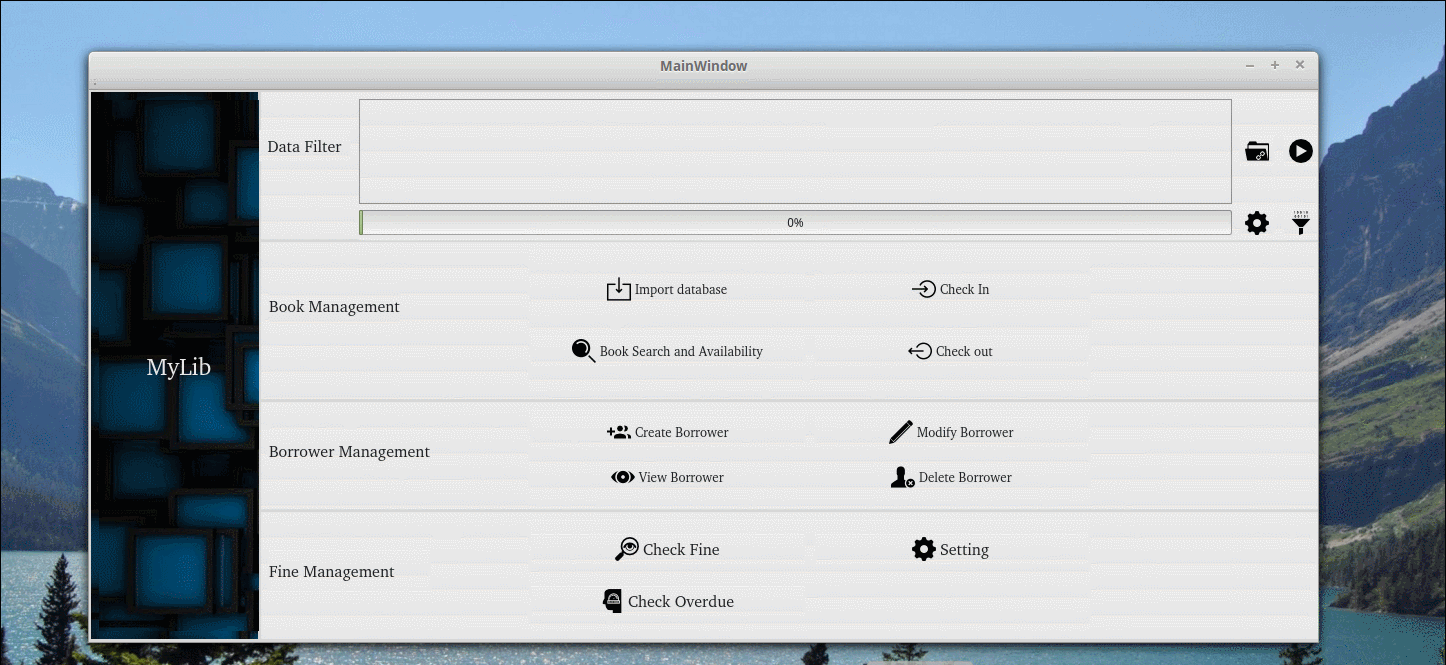 MainWindow
Data Filter
0%
MyLib
Book Management
Import database
Check In
Book Search and Availability
Check out
Borrower Management
Create Borrower
Modify Borrower
View Borrower
Delete Borrower
Fine Management
Check Fine
Setting
Check Overdue